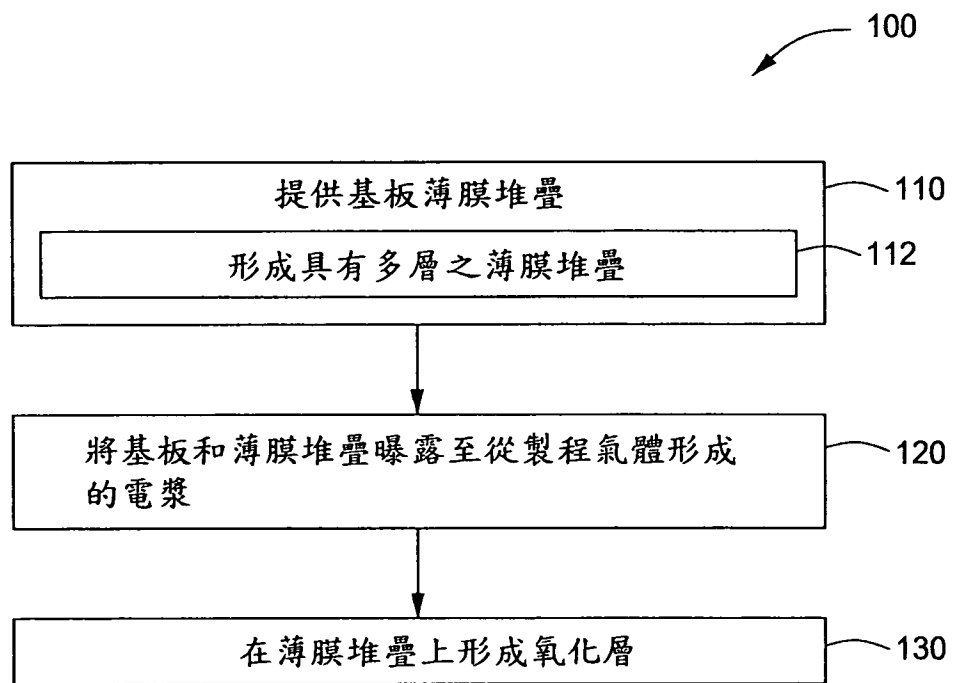 100
提供基板薄膜堆疊
110
形成具有多層之薄膜堆疊
112
將基板和薄膜堆疊曝露至從製程氣體形成
的電漿
120
在薄膜堆疊上形成氧化層
130